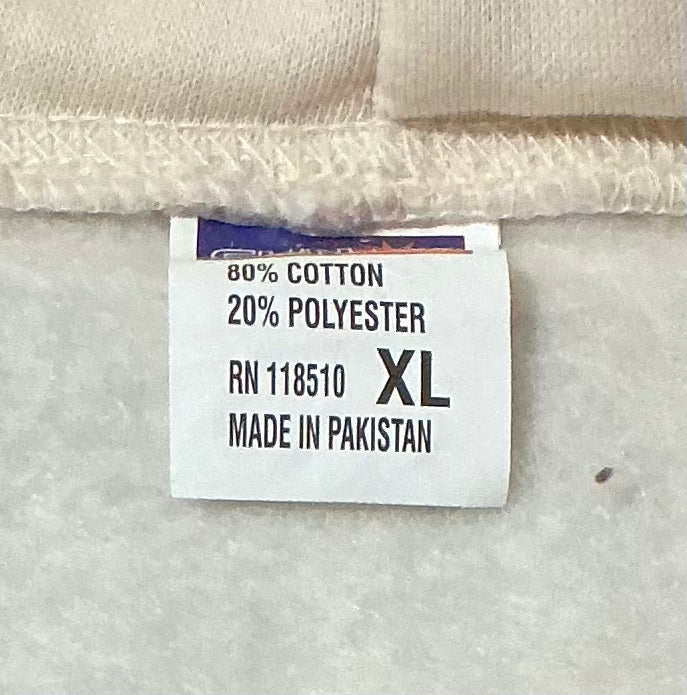 80% COTTON
20% POLYESTER
RN 118510 XL
MADE IN PAKISTAN